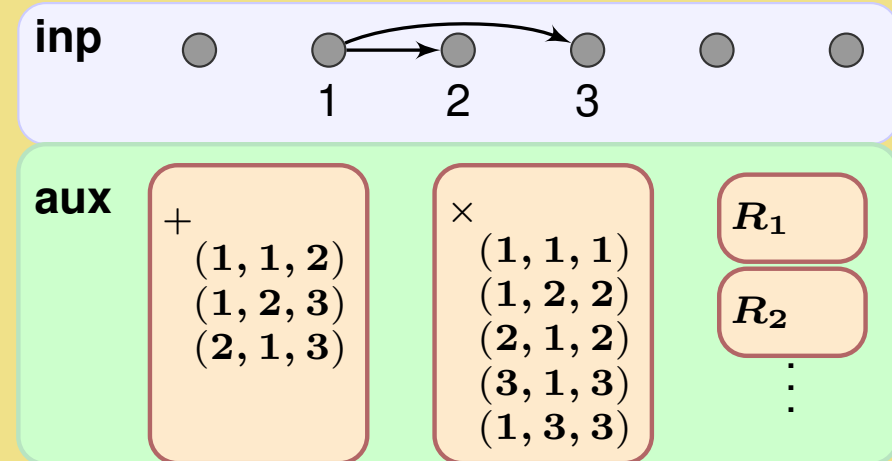 inp
1 2 3
aux
+
(1, 1, 2)
(1, 2, 3)
(2, 1, 3)
×
(1, 1, 1)
(1, 2, 2)
(2, 1, 2)
(3, 1, 3)
(1, 3, 3)
R₁
R₂
⋮